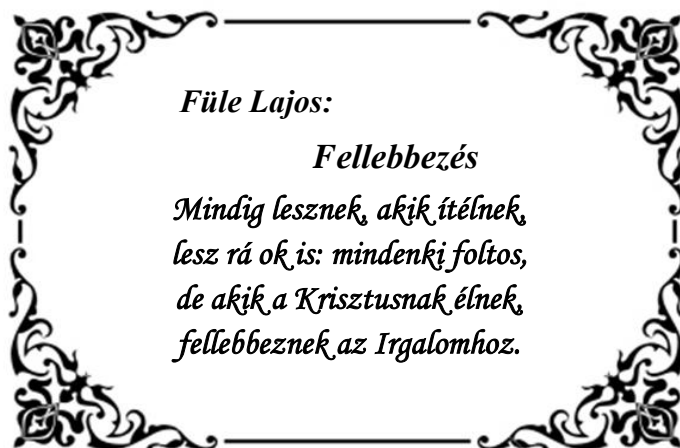 Füle Lajos:
Fellebbezés
Mindig lesznek, akik ítélnek,
lesz rá ok is: mindenki foltos,
de akik a Krisztusnak élnek,
fellebbeznek az Irgalomhoz.